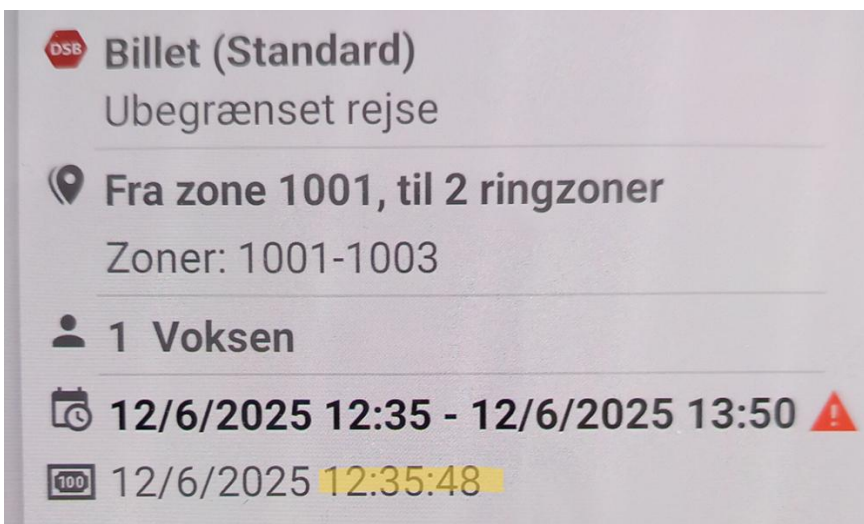 DSB
Billet (Standard)
Ubegrænset rejse
Fra zone 1001, til 2 ringzoner
Zoner: 1001-1003
1 Voksen
12/6/2025 12:35 - 12/6/2025 13:50
100
12/6/2025 12:35:48